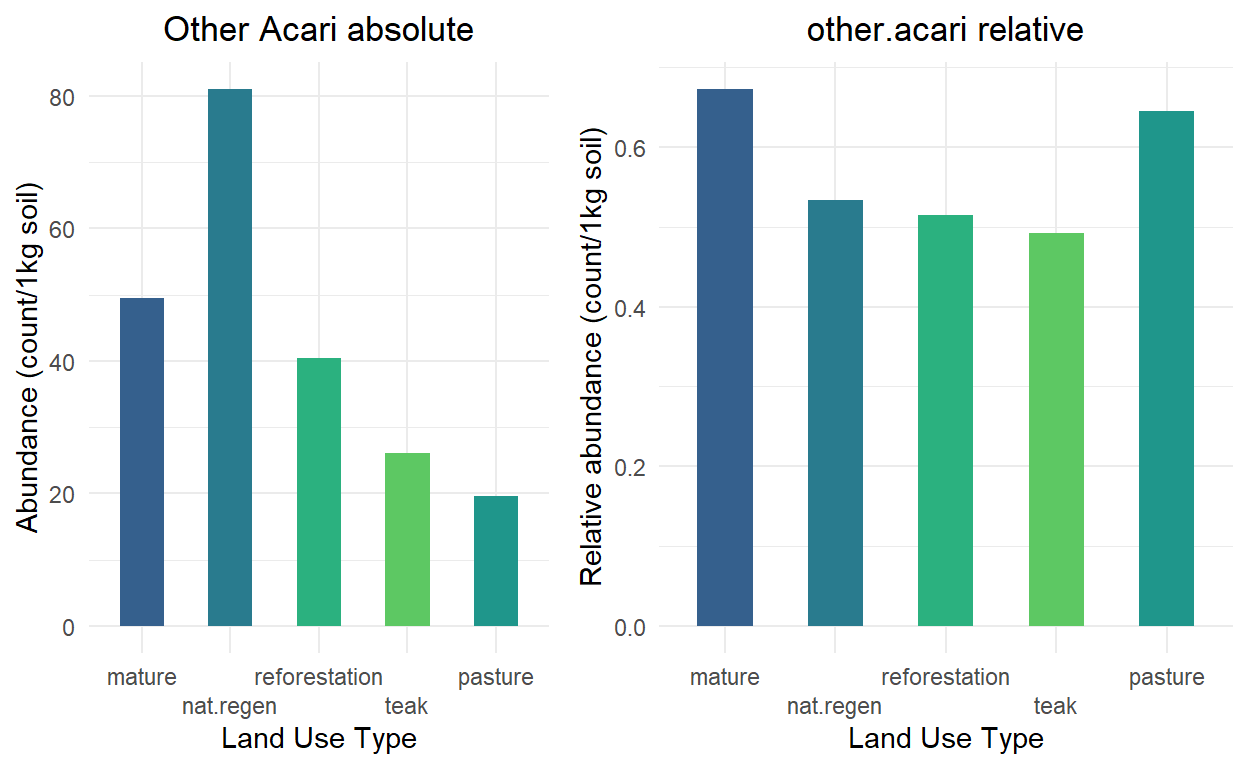 Other Acari absolute
Abundance (count/1kg soil)
80
60
40
20
0
mature
nat.regen
reforestation
teak
pasture
Land Use Type
other.acari relative
Relative abundance (count/1kg soil)
0.6
0.4
0.2
0.0
mature
nat.regen
reforestation
teak
pasture
Land Use Type